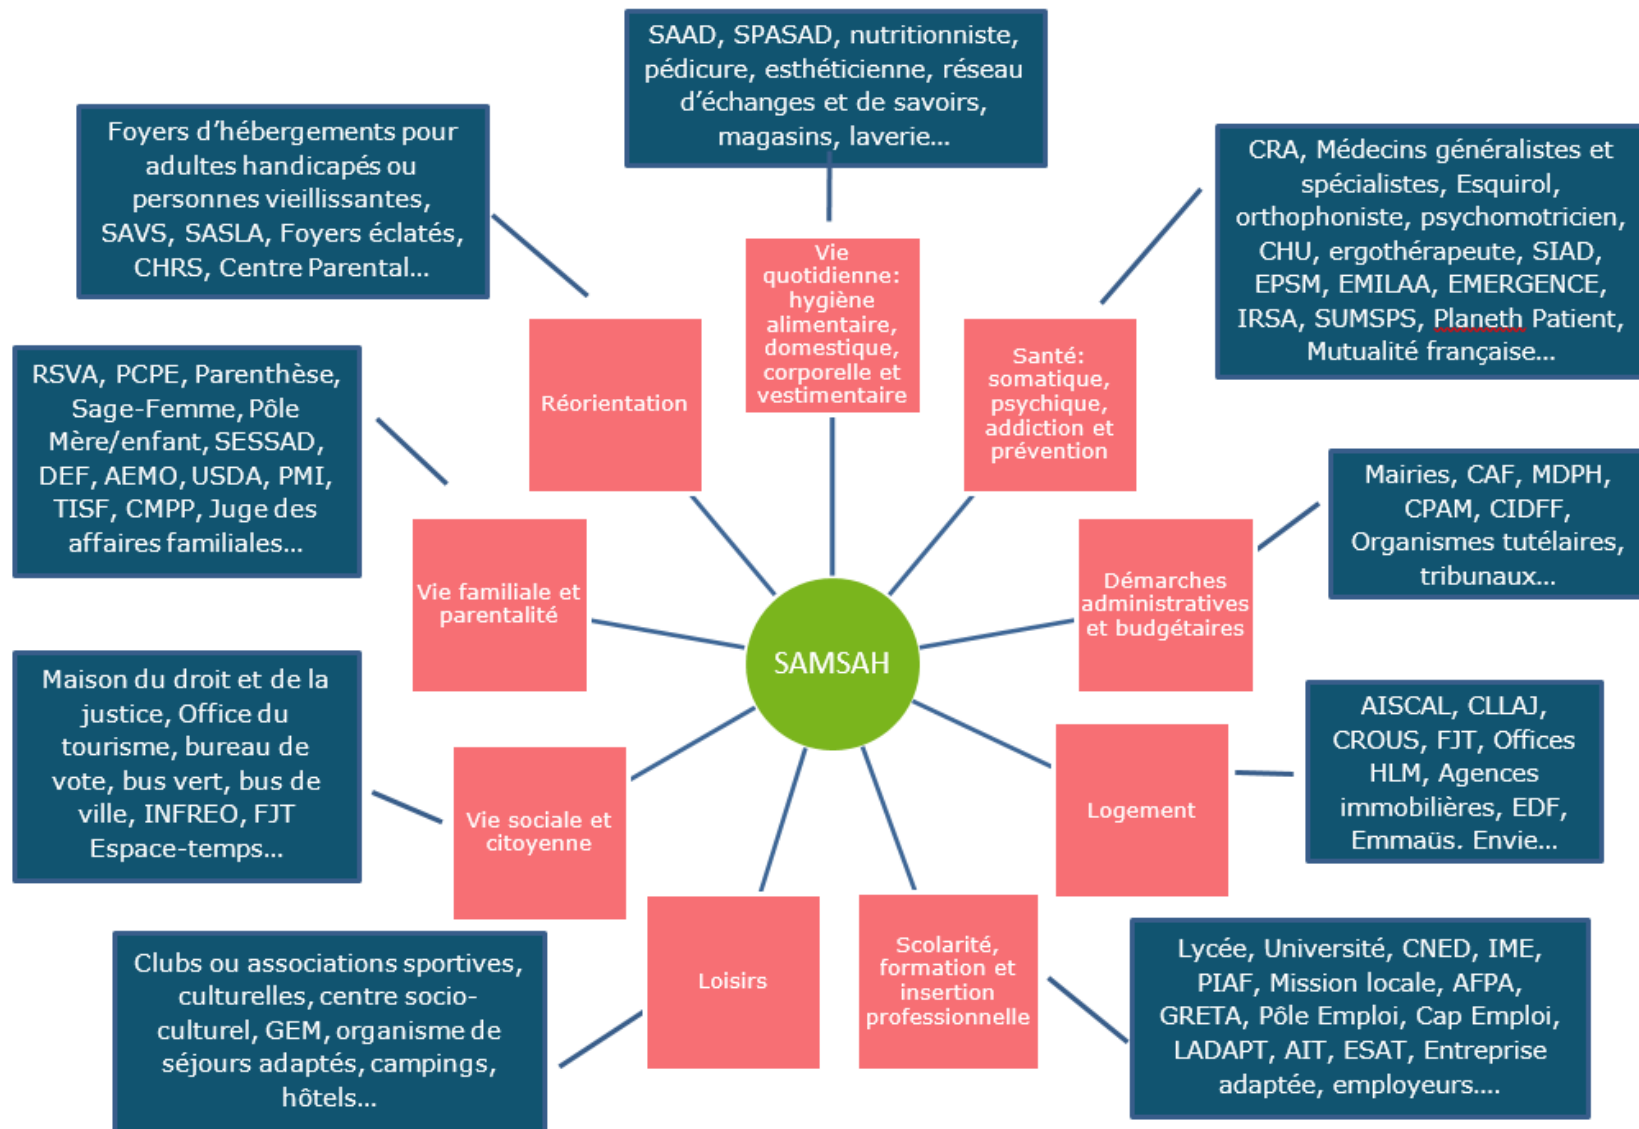 SAAD, SPASAD, nutritionniste,
pédicure, esthéticienne, réseau
d’échanges et de savoirs,
magasins, laverie…
Foyers d’hébergements pour
adultes handicapés ou
personnes vieillissantes,
SAVS, SASLA, Foyers éclatés,
CHRS, Centre Parental…
CRA, Médecins généralistes et
spécialistes, Esquirol,
orthophoniste, psychomotricien,
CHU, ergothérapeute, SIAD,
EPSM, EMILAA, EMERGENCE,
IRSA, SUMSPS, Planeth Patient,
Mutualité française…
Vie
quotidienne:
hygiène
alimentaire,
domestique,
corporelle et
vestimentaire
Réorientation
Santé:
somatique,
psychique,
addiction et
prévention
RSVA, PCPE, Parenthèse,
Sage-Femme, Pôle
Mère/enfant, SESSAD,
DEF, AEMO, USDA, PMI,
TISF, CMPP, Juge des
affaires familiales…
Mairies, CAF, MDPH,
CPAM, CIDFF,
Organismes tutélaires,
tribunaux…
Vie familiale et
parentalité
Démarches
administratives
et budgétaires
SAMSAH
Maison du droit et de la
justice, Office du
tourisme, bureau de
vote, bus vert, bus de
ville, INFREO, FJT
Espace-temps…
Vie sociale et
citoyenne
Logement
AISCAL, CLLAJ,
CROUS, FJT, Offices
HLM, Agences
immobilières, EDF,
Emmaüs. Envie…
Clubs ou associations sportives,
culturelles, centre socio-
culturel, GEM, organisme de
séjours adaptés, campings,
hôtels…
Loisirs
Scolarité,
formation et
insertion
professionnelle
Lycée, Université, CNED, IME,
PIAF, Mission locale, AFPA,
GRETA, Pôle Emploi, Cap Emploi,
LADAPT, AIT, ESAT, Entreprise
adaptée, employeurs….